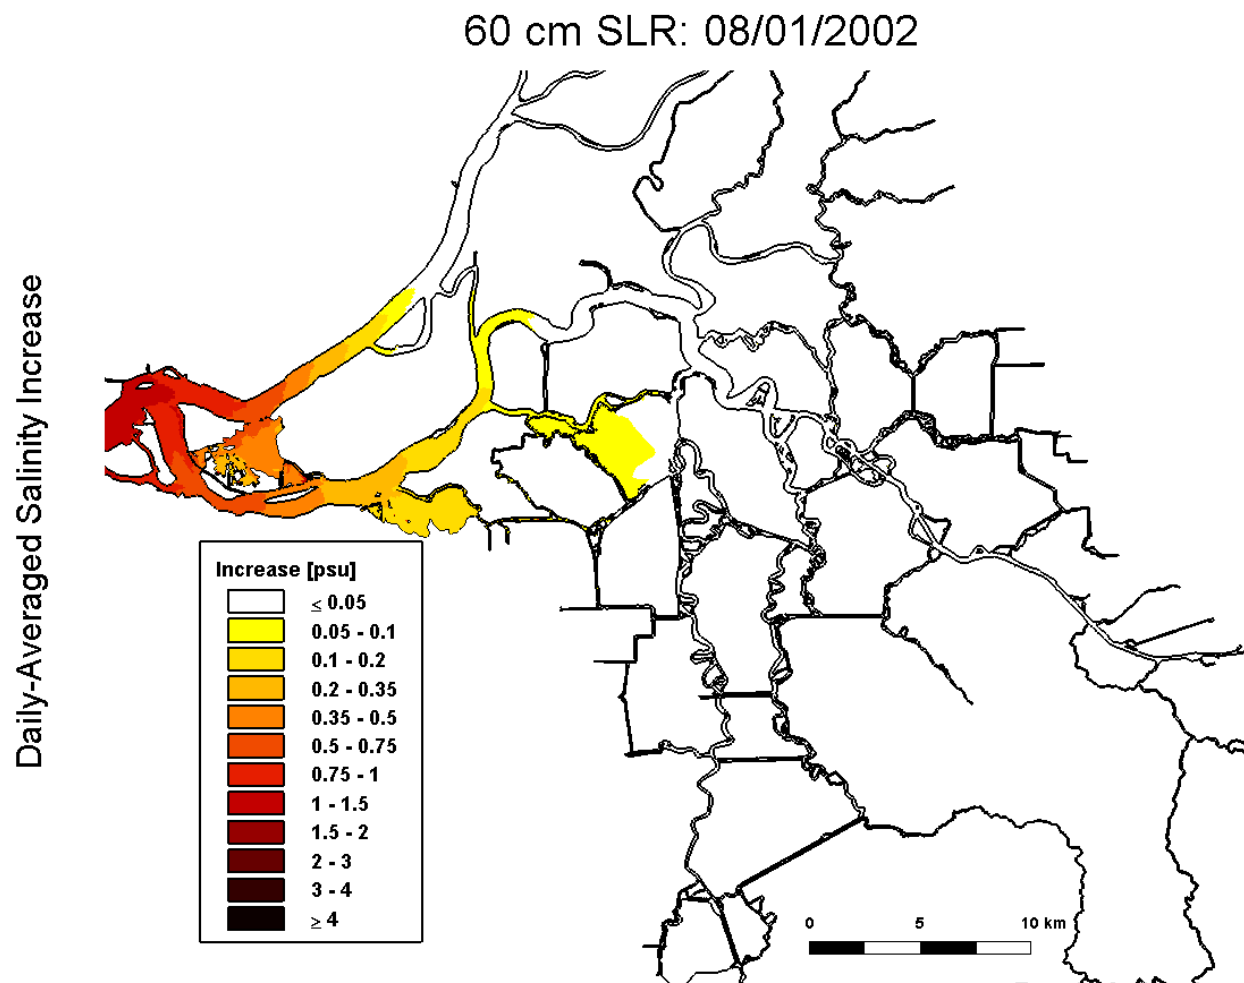 60 cm SLR: 08/01/2002
Daily-Averaged Salinity Increase
Increase [psu]
≤ 0.05
0.05 - 0.1
0.1 - 0.2
0.2 - 0.35
0.35 - 0.5
0.5 - 0.75
0.75 - 1
1 - 1.5
1.5 - 2
2 - 3
3 - 4
≥ 4
0 5 10 km